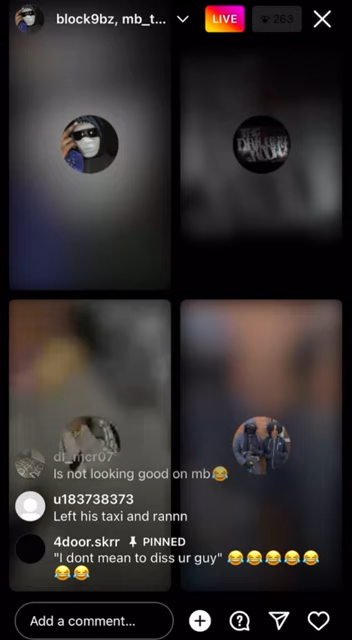 block9bz, mb_t...
LIVE
263
dl_mcr07
Is not looking good on mb😂
u183738373
Left his taxi and rannn
4door.skrr PINNED
"I dont mean to diss ur guy" 😂😂😂😂😂
😂😂
Add a comment...